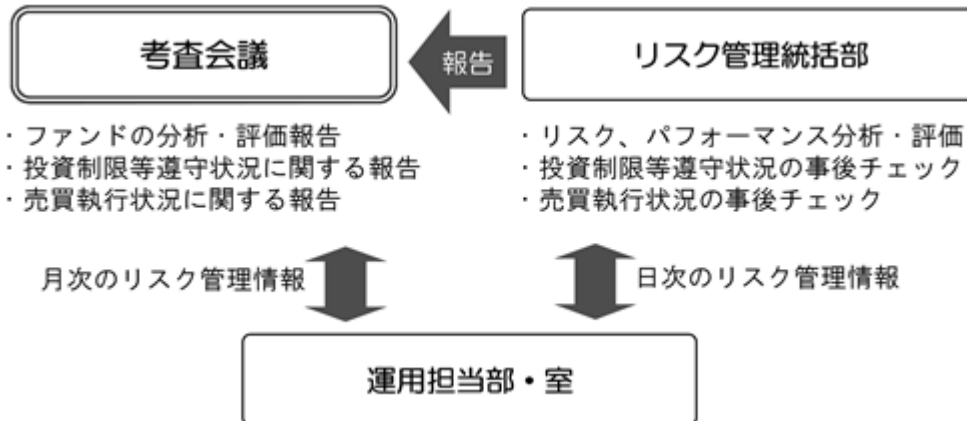 考査会議
報告
リスク管理統括部
・ファンドの分析・評価報告
・投資制限等遵守状況に関する報告
・売買執行状況に関する報告
・リスク、パフォーマンス分析・評価
・投資制限等遵守状況の事後チェック
・売買執行状況の事後チェック
月次のリスク管理情報
日次のリスク管理情報
運用担当部・室